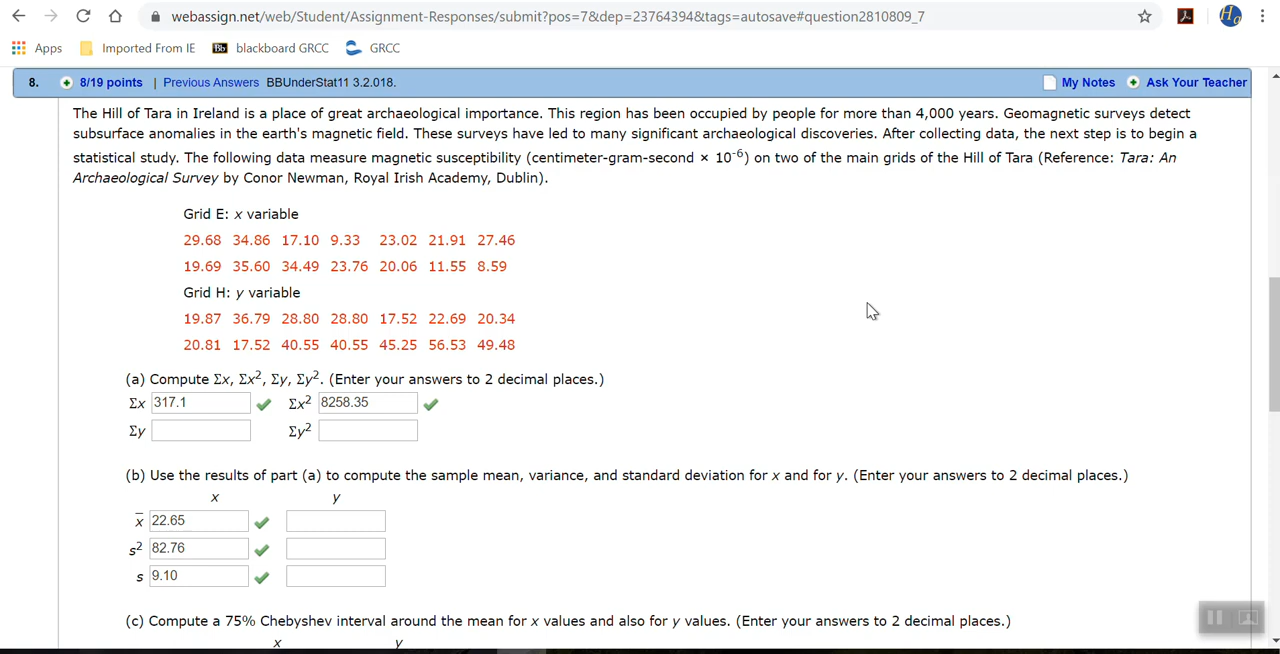 webassign.net/web/Student/Assignment-Responses/submit?pos=7&dep=23764394&tags=autosave#question2810809_7
Apps Imported From IE Bb blackboard GRCC GRCC
8. 8/19 points | Previous Answers BBUnderStat11 3.2.018. My Notes Ask Your Teacher
The Hill of Tara in Ireland is a place of great archaeological importance. This region has been occupied by people for more than 4,000 years. Geomagnetic surveys detect
subsurface anomalies in the earth's magnetic field. These surveys have led to many significant archaeological discoveries. After collecting data, the next step is to begin a
statistical study. The following data measure magnetic susceptibility (centimeter-gram-second × 10⁻⁶) on two of the main grids of the Hill of Tara (Reference: Tara: An
Archaeological Survey by Conor Newman, Royal Irish Academy, Dublin).
Grid E: x variable
29.68 34.86 17.10 9.33 23.02 21.91 27.46
19.69 35.60 34.49 23.76 20.06 11.55 8.59
Grid H: y variable
19.87 36.79 28.80 28.80 17.52 22.69 20.34
20.81 17.52 40.55 40.55 45.25 56.53 49.48
(a) Compute Σx, Σx², Σy, Σy². (Enter your answers to 2 decimal places.)
Σx 317.1 Σx² 8258.35
Σy Σy²
(b) Use the results of part (a) to compute the sample mean, variance, and standard deviation for x and for y. (Enter your answers to 2 decimal places.)
x y
x̄ 22.65
s² 82.76
s 9.10
(c) Compute a 75% Chebyshev interval around the mean for x values and also for y values. (Enter your answers to 2 decimal places.)
x y